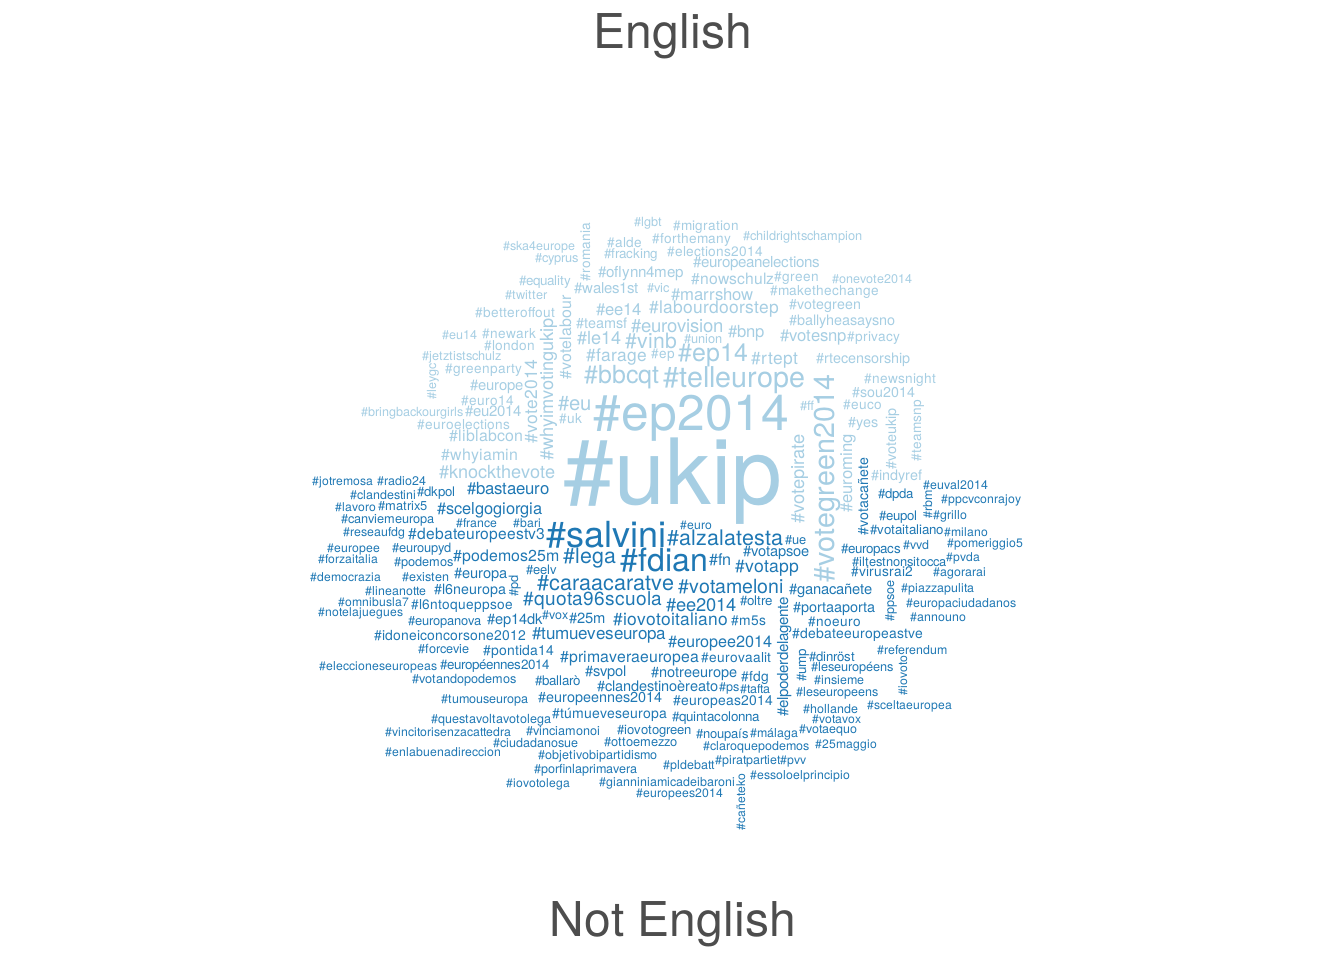 English
#lgbt #migration
#ska4europe #romania #alde #forthemany #childrightschampion
#cyprus #fracking #elections2014
#oflynn4mep #europeanelections
#equality #wales1st #vic #nowschulz #green #onevote2014
#twitter #marrshow #makethechange
#betteroffout #votelabour #ee14 #labourdoorstep #votegreen
#teamsf #eurovision #bnp #ballyheasaysno
#eu14 #newark #whyimvotingukip #le14 #vinb #union #votesnp #privacy
#london #farage #ep #ep14 #rtept #rtecensorship
#jetztistschulz #leygc
#greenparty #vote2014 #bbcqt #telleurope #votegreen2014 #newsnight
#europe #sou2014
#euro14 #eu #ep2014 #ff #euco
#bringbackourgirls #eu2014 #uk #yes #voteukip #teamsnp
#euroelections
#liblabcon #votepirate #euroming
#whyiamin #ukip
#knockthevote #indyref
#jotremosa #radio24 #votacañete
#clandestini #dkpol #bastaeuro #dpda #rbm #euval2014
#lavoro #matrix5 #scelgogiorgia #ppcvconrajoy
#canviemeuropa #france #bari #salvini #euro #eupol #grillo
#reseaufdg #debateuropeestv3 #alzalatesta #ue #votaitaliano #milano
#europee #euroupyd #votapsoe #europacs #vvd #pomeriggio5
#forzaitalia #podemos #podemos25m #lega #fdian #fn #votapp #iltestnonsitocca #pvda
#democrazia #existen #europa #pd #eelv #virusrai2 #agorarai
#lineanotte #l6neuropa #caraacaratve #votameloni #ganacañete #ppsoe #piazzapulita
#omnibusla7 #l6ntoqueppsoe #quota96scuola #ee2014 #oltre #portaaporta #europaciudadanos
#notelajuegues #europanova #ep14dk #vox #25m #iovotoitaliano #m5s #elpoderdelagente #noeuro #announo
#idoneiconcorsone2012 #tumueveseuropa #europee2014 #debateeuropeastve
#forcevie #pontida14 #primaveraeuropea #eurovaalit #ump #dinröst #referendum
#eleccioneseuropeas #européennes2014 #svpol #notreeurope #fdg #leseuropéens #iovoto
#votandopodemos #ballarò #clandestinoèreato #ps #tafta #insieme
#tumouseuropa #europeennes2014 #europeas2014 #leseuropeens
#questavoltavotolega #túmueveseuropa #quintacolonna #hollande #sceltaeuropea
#votavox
#vincitorisenzacattedra #vinciamonoi #iovotogreen #noupaís #málaga #votaequo
#enlabuenadireccion #ciudadanosue #ottoemezzo #claroquepodemos #25maggio
#objetivobipartidismo #piratpartiet #pvv
#porfinlaprimavera #pldebatt
#iovotolega #gianniniamicadeibaroni #cañeteko #essoloelprincipio
#europees2014
Not English